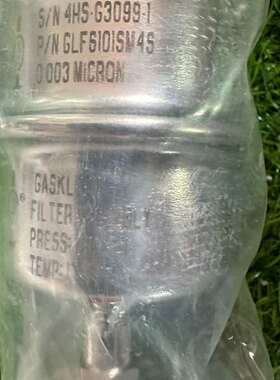 S/N 4HS-G3099-1
P/N GLF6101SM4S
0.003 MICRON
GASKL
FILTER
PRESS
TEMP